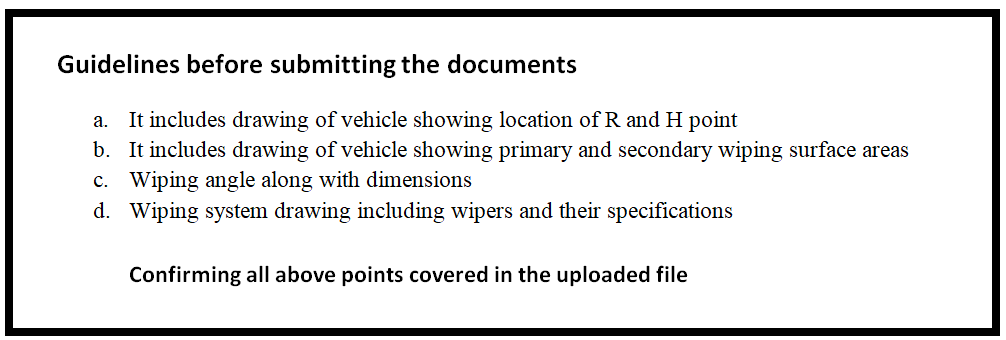 Guidelines before submitting the documents
a. It includes drawing of vehicle showing location of R and H point
b. It includes drawing of vehicle showing primary and secondary wiping surface areas
c. Wiping angle along with dimensions
d. Wiping system drawing including wipers and their specifications
Confirming all above points covered in the uploaded file